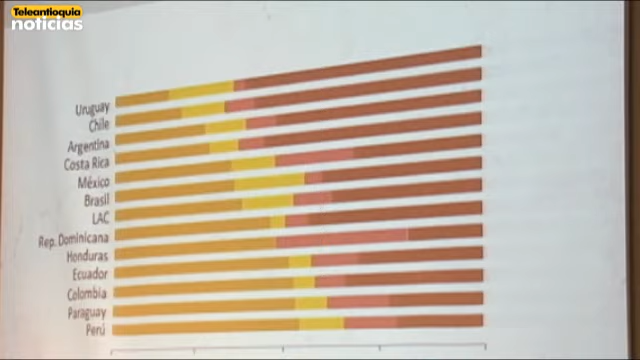 Teleantioquia
noticias
Uruguay
Chile
Argentina
Costa Rica
México
Brasil
LAC
Rep. Dominicana
Honduras
Ecuador
Colombia
Paraguay
Perú